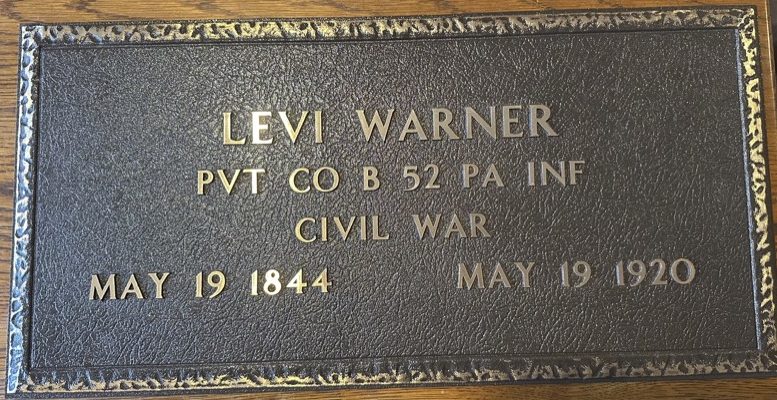 LEVI WARNER
PVT CO B 52 PA INF
CIVIL WAR
MAY 19 1844 MAY 19 1920